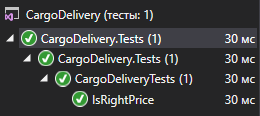 CargoDelivery (тесты: 1)
CargoDelivery.Tests (1) 30 мс
CargoDelivery.Tests (1) 30 мс
CargoDeliveryTests (1) 30 мс
IsRightPrice 30 мс